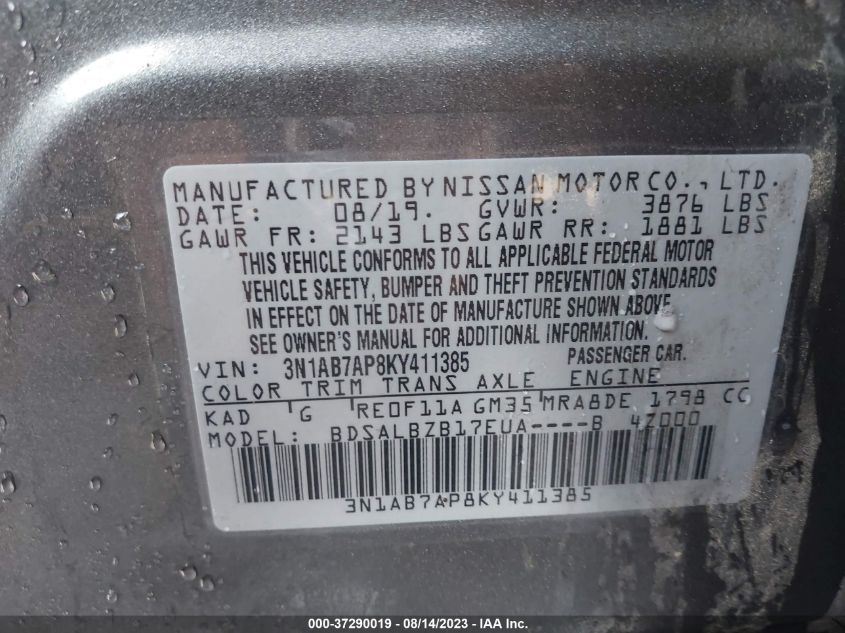 MANUFACTURED BY NISSAN MOTOR CO., LTD.
DATE: 08/19. GVWR: 3876 LBS
GAWR FR: 2143 LBS GAWR RR: 1881 LBS
THIS VEHICLE CONFORMS TO ALL APPLICABLE FEDERAL MOTOR
VEHICLE SAFETY, BUMPER AND THEFT PREVENTION STANDARDS
IN EFFECT ON THE DATE OF MANUFACTURE SHOWN ABOVE.
SEE OWNER'S MANUAL FOR ADDITIONAL INFORMATION.
VIN: 3N1AB7AP8KY411385 PASSENGER CAR.
COLOR TRIM TRANS AXLE ENGINE
KAD G RE0F11A GM35 MRA8DE 1798 CC
MODEL: BDSALBZB17EUA----B 4Z000
3N1AB7AP8KY411385
000-37290019 - 08/14/2023 - IAA Inc.